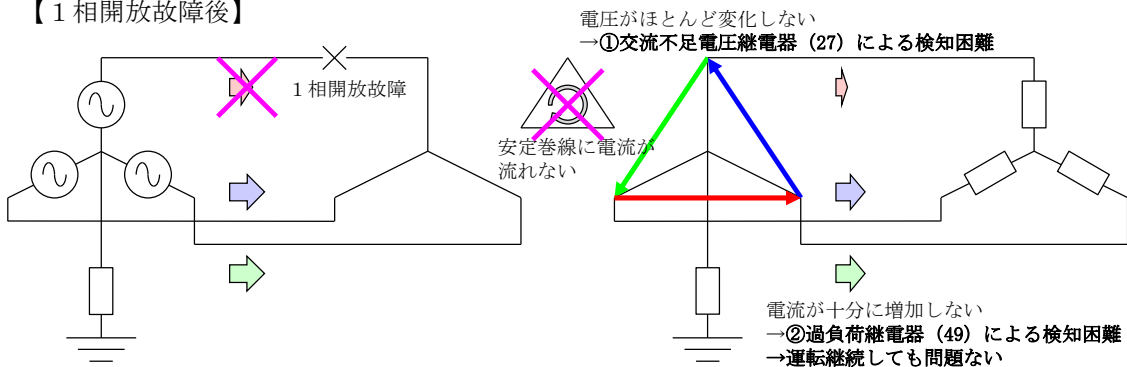 【１相開放故障後】
電圧がほとんど変化しない
→①交流不足電圧継電器（27）による検知困難
１相開放故障
安定巻線に電流が
流れない
電流が十分に増加しない
→②過負荷継電器（49）による検知困難
→運転継続しても問題ない